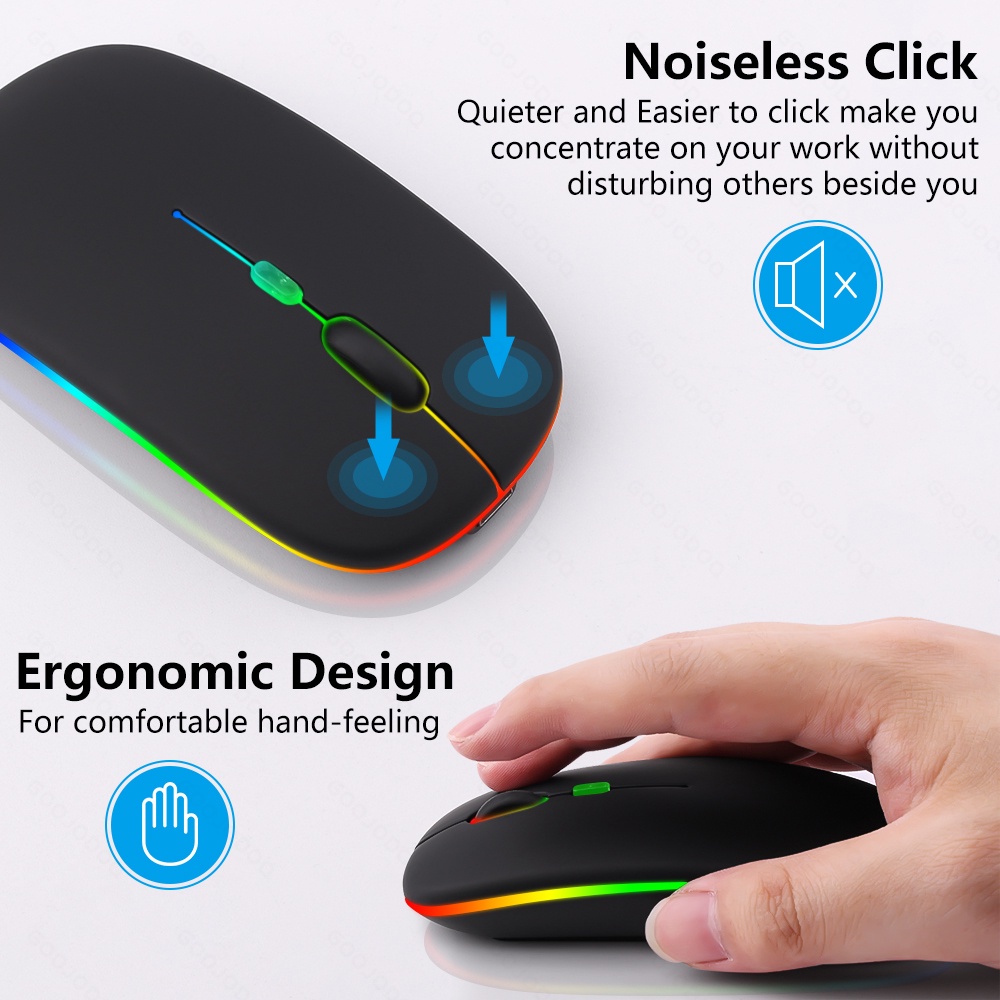 Noiseless Click
Quieter and Easier to click make you
concentrate on your work without
disturbing others beside you
Ergonomic Design
For comfortable hand-feeling